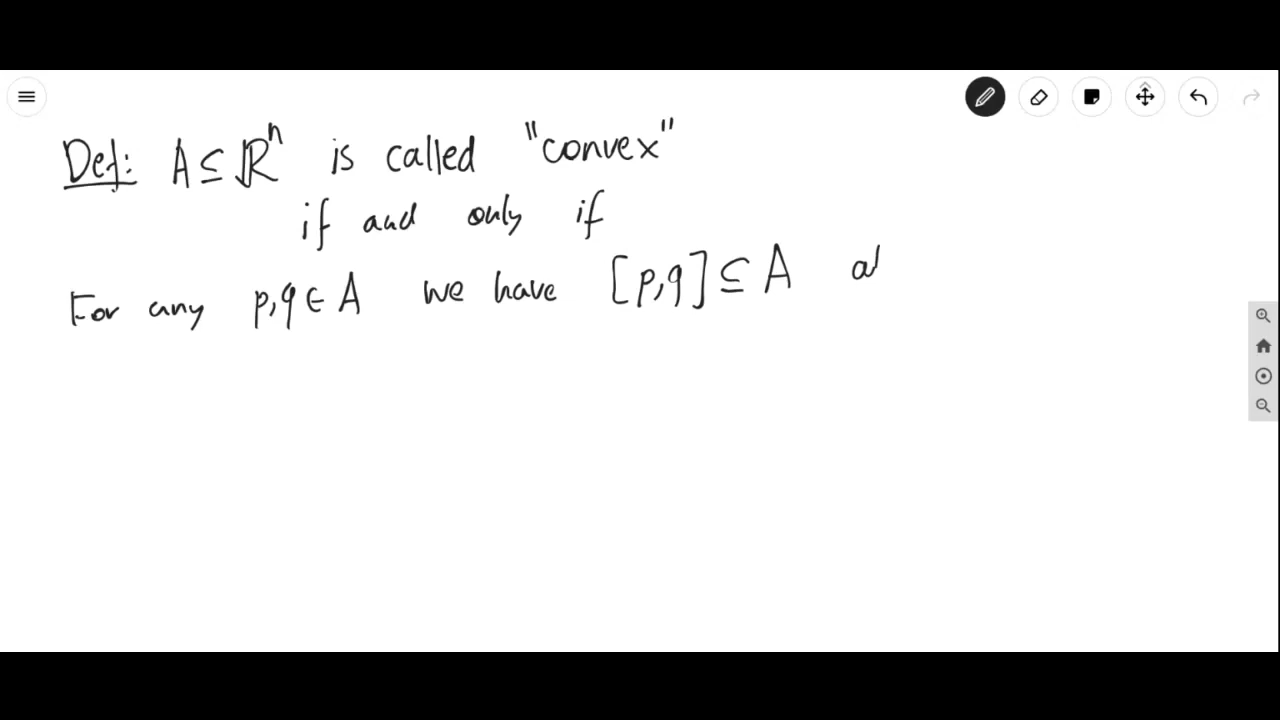 Def: A ⊆ ℝⁿ is called "convex"
if and only if
For any p,q ∈ A we have [p,q] ⊆ A